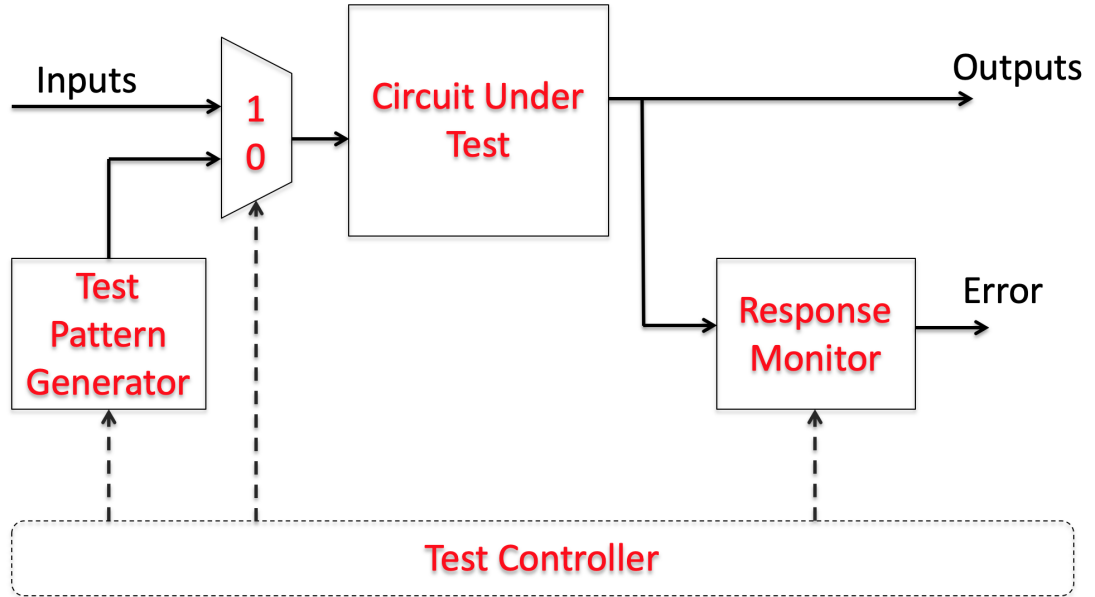 Inputs
1
0
Circuit Under
Test
Outputs
Test
Pattern
Generator
Response
Monitor
Error
Test Controller